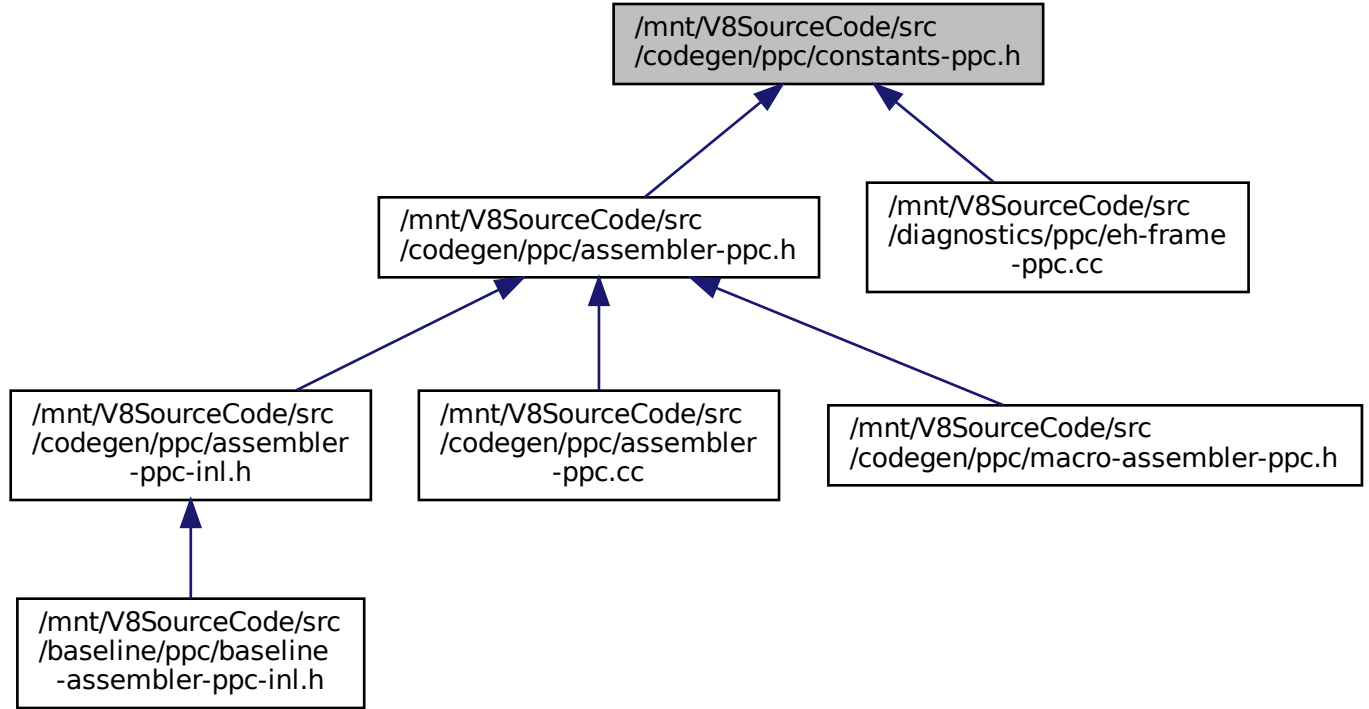 /mnt/V8SourceCode/src
/codegen/ppc/constants-ppc.h
/mnt/V8SourceCode/src
/codegen/ppc/assembler-ppc.h
/mnt/V8SourceCode/src
/diagnostics/ppc/eh-frame
-ppc.cc
/mnt/V8SourceCode/src
/codegen/ppc/assembler
-ppc-inl.h
/mnt/V8SourceCode/src
/codegen/ppc/assembler
-ppc.cc
/mnt/V8SourceCode/src
/codegen/ppc/macro-assembler-ppc.h
/mnt/V8SourceCode/src
/baseline/ppc/baseline
-assembler-ppc-inl.h